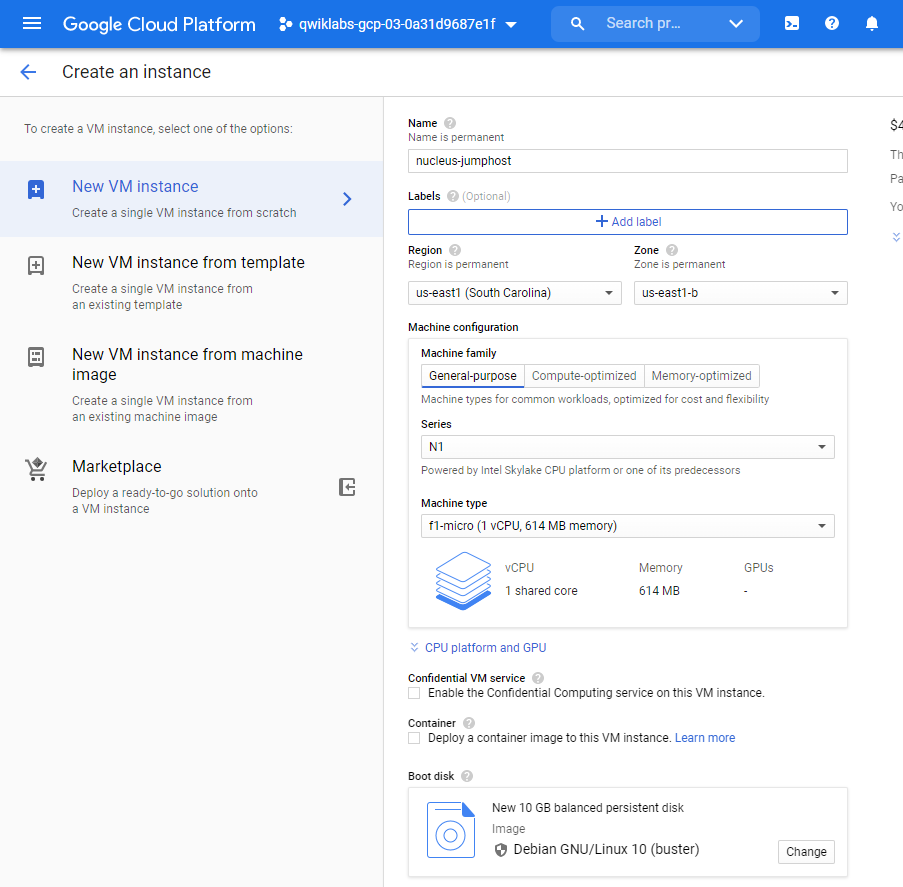 Google Cloud Platform
qwiklabs-gcp-03-0a31d9687e1f
Search pr...
Create an instance
To create a VM instance, select one of the options:
New VM instance
Create a single VM instance from scratch
New VM instance from template
Create a single VM instance from
an existing template
New VM instance from machine
image
Create a single VM instance from
an existing machine image
Marketplace
Deploy a ready-to-go solution onto
a VM instance
Name
Name is permanent
nucleus-jumphost
Labels (Optional)
Add label
Region
Region is permanent
us-east1 (South Carolina)
Zone
Zone is permanent
us-east1-b
Machine configuration
Machine family
General-purpose Compute-optimized Memory-optimized
Machine types for common workloads, optimized for cost and flexibility
Series
N1
Powered by Intel Skylake CPU platform or one of its predecessors
Machine type
f1-micro (1 vCPU, 614 MB memory)
vCPU Memory GPUs
1 shared core 614 MB -
CPU platform and GPU
Confidential VM service
Enable the Confidential Computing service on this VM instance.
Container
Deploy a container image to this VM instance. Learn more
Boot disk
New 10 GB balanced persistent disk
Image
Debian GNU/Linux 10 (buster)
Change